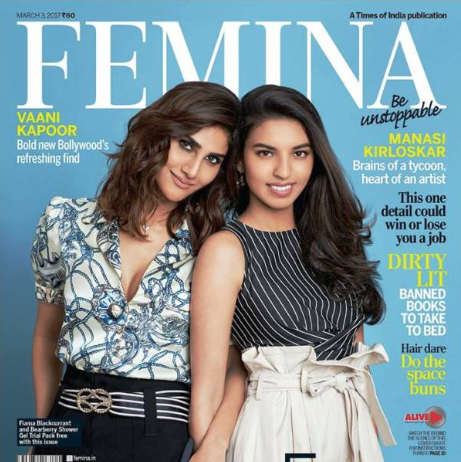 MARCH 3, 2017 ₹60
A Times of India publication
FEMINA
Be
unstoppable
VAANI
KAPOOR
Bold new Bollywood's
refreshing find
MANASI
KIRLOSKAR
Brains of a tycoon,
heart of an artist
This one
detail could
win or lose
you a job
DIRTY
LIT
BANNED
BOOKS
TO TAKE
TO BED
Hair dare
Do the
space
buns
ALIVE
Fiama Blackcurrant
and Bearberry Shower
Gel Trial Pack free
with this issue
femina.in